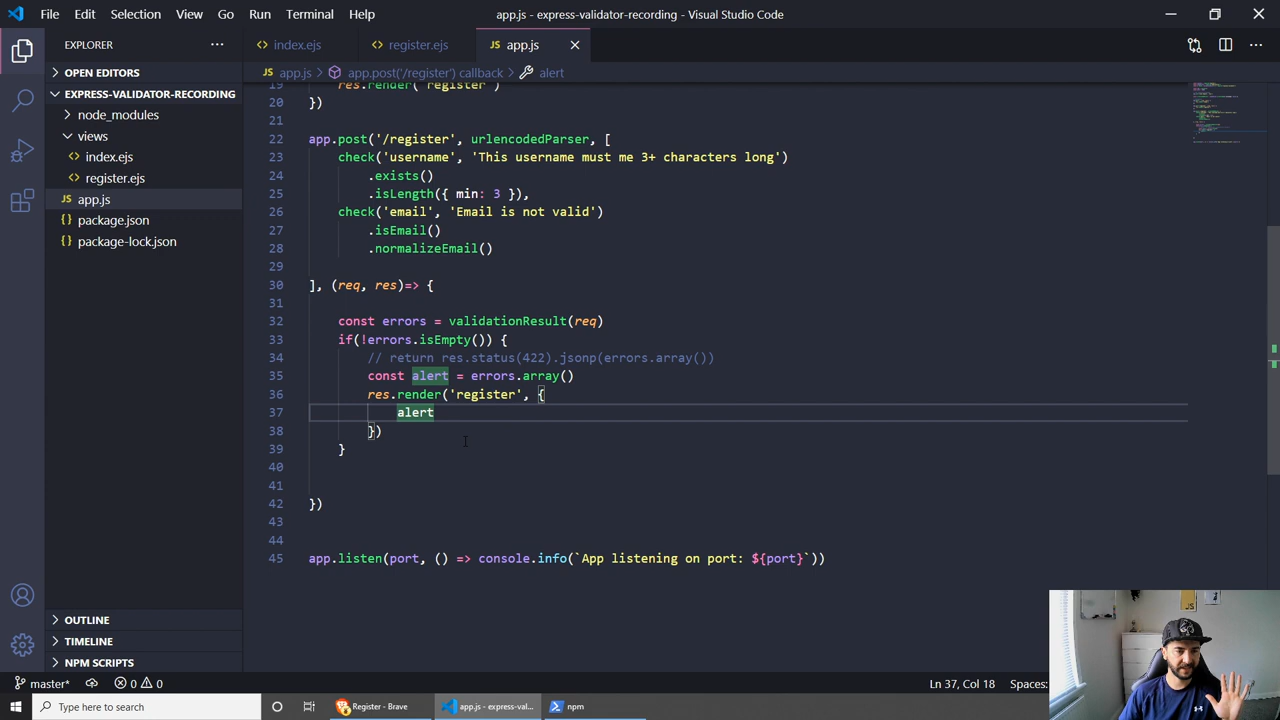 File Edit Selection View Go Run Terminal Help
app.js - express-validator-recording - Visual Studio Code
EXPLORER
index.ejs
register.ejs
app.js
OPEN EDITORS
app.js > app.post('/register') callback > alert
EXPRESS-VALIDATOR-RECORDING
node_modules
views
index.ejs
register.ejs
app.js
package.json
package-lock.json
19 res.render('register')
20 })
21
22 app.post('/register', urlencodedParser, [
23 check('username', 'This username must me 3+ characters long')
24 .exists()
25 .isLength({ min: 3 }),
26 check('email', 'Email is not valid')
27 .isEmail()
28 .normalizeEmail()
29
30 ], (req, res)=> {
31
32 const errors = validationResult(req)
33 if(!errors.isEmpty()) {
34 // return res.status(422).jsonp(errors.array())
35 const alert = errors.array()
36 res.render('register', {
37 alert
38 })
39 }
40
41
42 })
43
44
45 app.listen(port, () => console.info(`App listening on port: ${port}`))
OUTLINE
TIMELINE
NPM SCRIPTS
master* 0 0
Ln 37, Col 18 Spaces:
Type here to search
Register - Brave
app.js - express-val...
npm